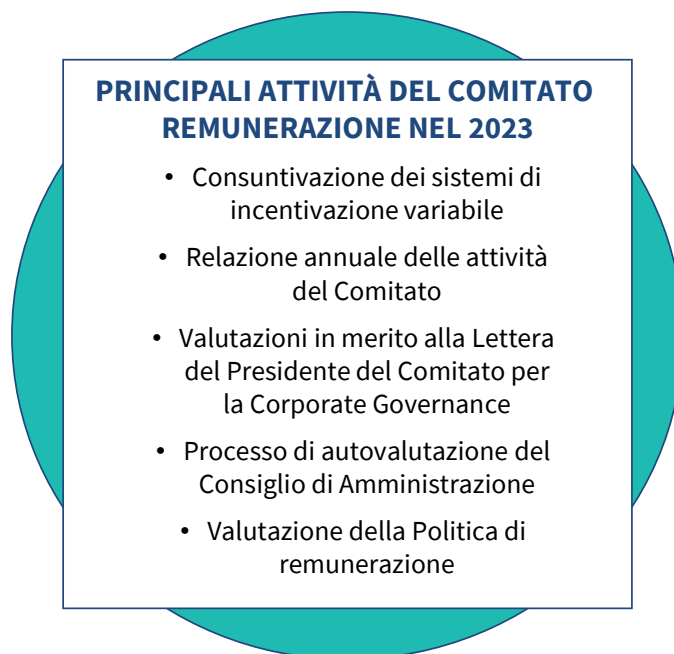 PRINCIPALI ATTIVITÀ DEL COMITATO
REMUNERAZIONE NEL 2023
• Consuntivazione dei sistemi di
incentivazione variabile
• Relazione annuale delle attività
del Comitato
• Valutazioni in merito alla Lettera
del Presidente del Comitato per
la Corporate Governance
• Processo di autovalutazione del
Consiglio di Amministrazione
• Valutazione della Politica di
remunerazione